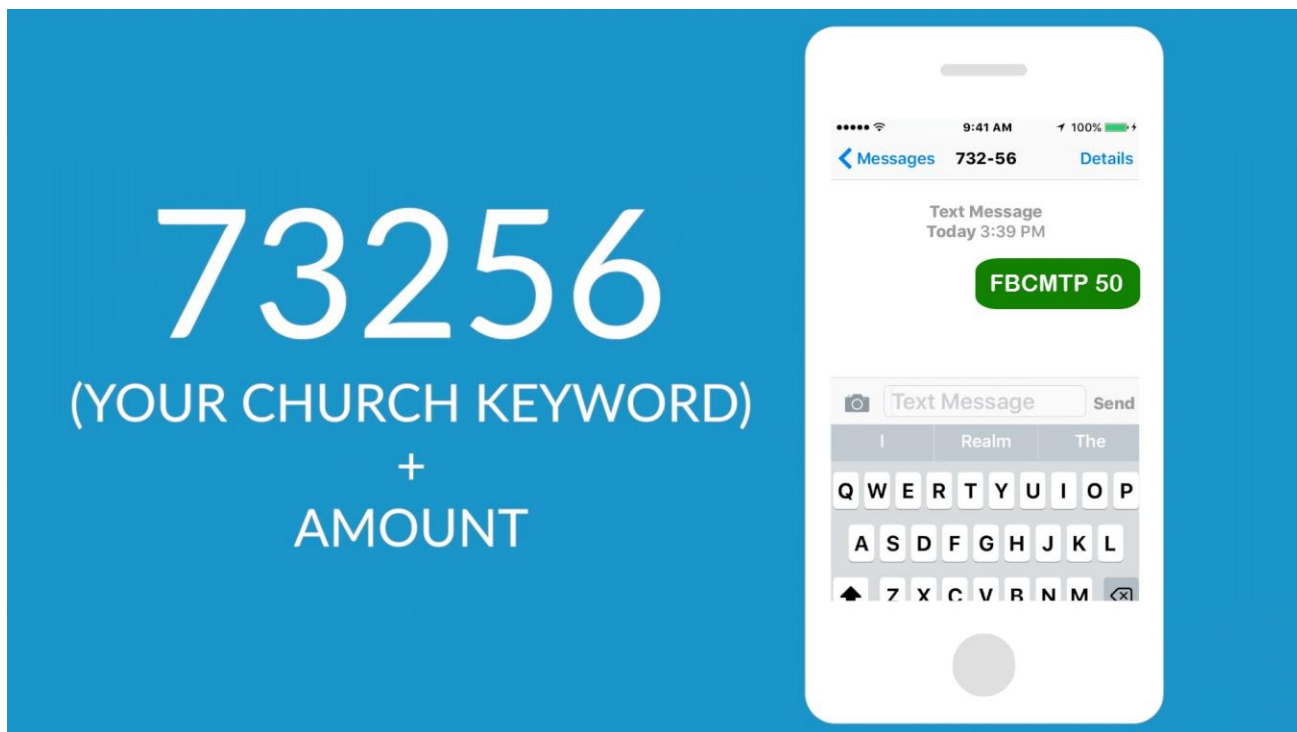 73256
(YOUR CHURCH KEYWORD)
+
AMOUNT
9:41 AM 100%
Messages 732-56 Details
Text Message
Today 3:39 PM
FBCMTP 50
Text Message Send
I Realm The
Q W E R T Y U I O P
A S D F G H J K L
Z X C V B N M